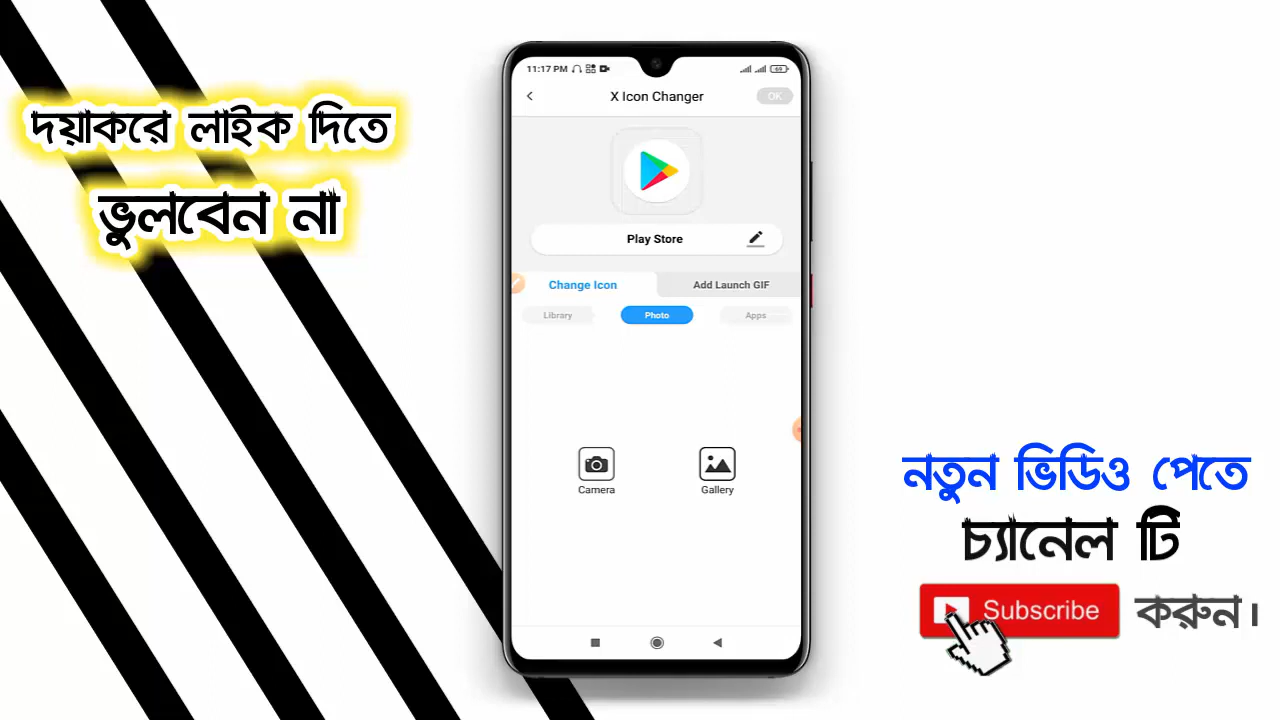 দয়াকরে লাইক দিতে
ভুলবেন না
11:17 PM
69
X Icon Changer
OK
Play Store
Change Icon
Add Launch GIF
Library
Photo
Apps
Camera
Gallery
নতুন ভিডিও পেতে
চ্যানেল টি
Subscribe করুন।